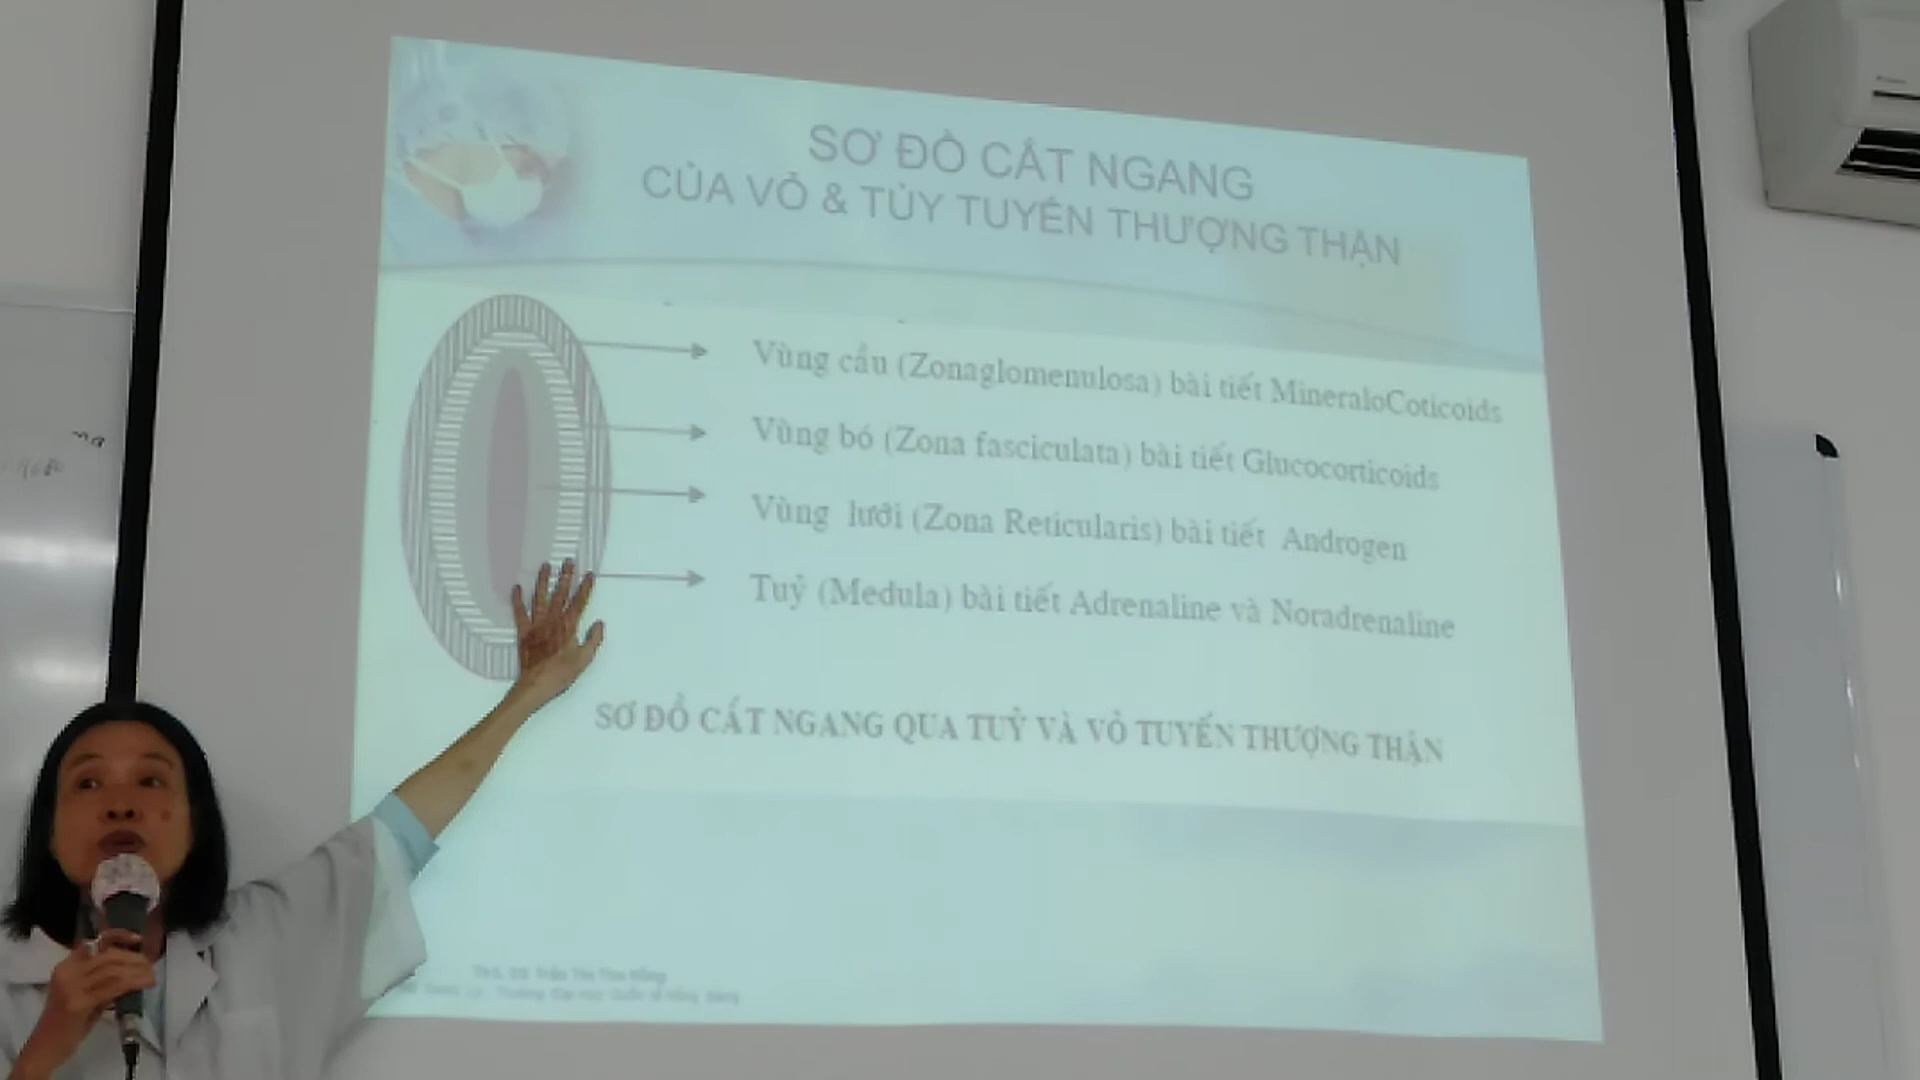 SƠ ĐỒ CẮT NGANG
CỦA VỎ & TỦY TUYẾN THƯỢNG THẬN
Vùng cầu (Zonaglomenulosa) bài tiết MineraloCoticoids
Vùng bó (Zona fasciculata) bài tiết Glucocorticoids
Vùng lưới (Zona Reticularis) bài tiết Androgen
Tuỷ (Medula) bài tiết Adrenaline và Noradrenaline
SƠ ĐỒ CẮT NGANG QUA TUỶ VÀ VỎ TUYẾN THƯỢNG THẬN